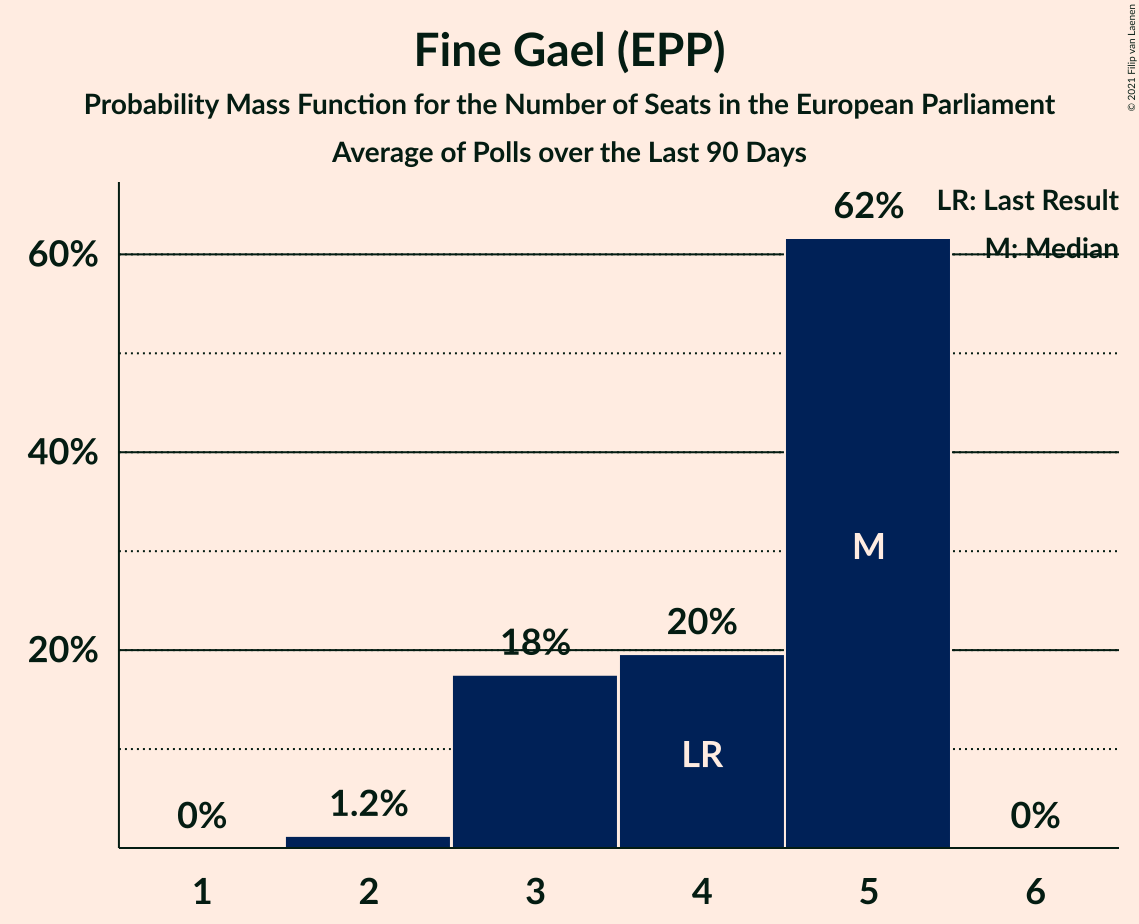 Fine Gael (EPP)
Probability Mass Function for the Number of Seats in the European Parliament
Average of Polls over the Last 90 Days
© 2021 Filip van Laenen
LR: Last Result
M: Median
62%
60%
40%
M
20%
18%
20%
LR
0%
1.2%
0%
1 2 3 4 5 6